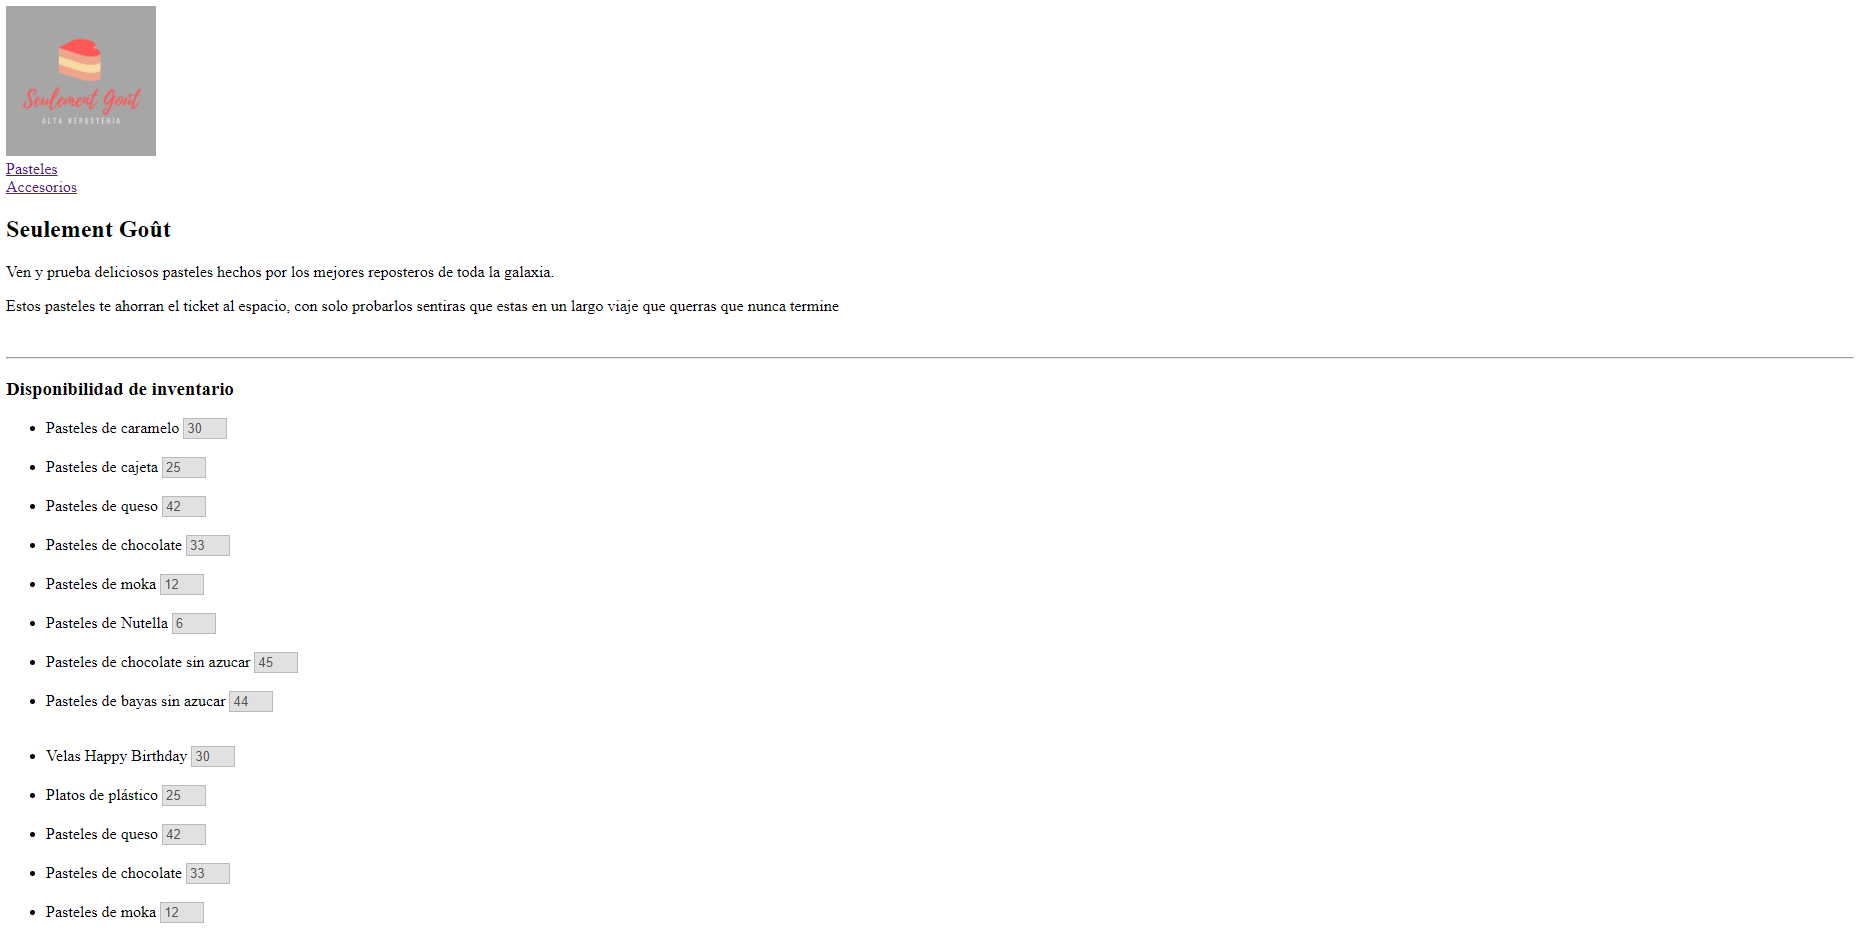 Seulement Goût
ALTA REPOSTERÍA
Pasteles
Accesorios
Seulement Goût
Ven y prueba deliciosos pasteles hechos por los mejores reposteros de toda la galaxia.
Estos pasteles te ahorran el ticket al espacio, con solo probarlos sentiras que estas en un largo viaje que querras que nunca termine
Disponibilidad de inventario
Pasteles de caramelo 30
Pasteles de cajeta 25
Pasteles de queso 42
Pasteles de chocolate 33
Pasteles de moka 12
Pasteles de Nutella 6
Pasteles de chocolate sin azucar 45
Pasteles de bayas sin azucar 44
Velas Happy Birthday 30
Platos de plástico 25
Pasteles de queso 42
Pasteles de chocolate 33
Pasteles de moka 12